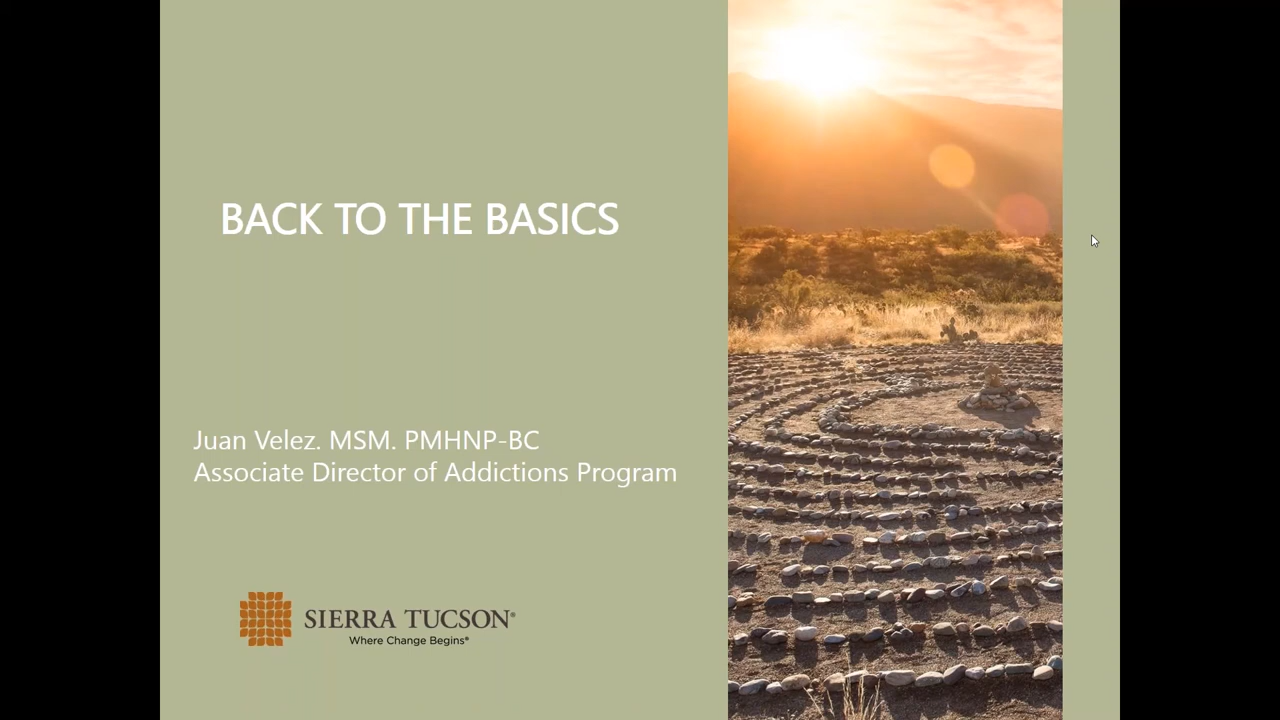 BACK TO THE BASICS
Juan Velez. MSM. PMHNP-BC
Associate Director of Addictions Program
SIERRA TUCSON®
Where Change Begins®